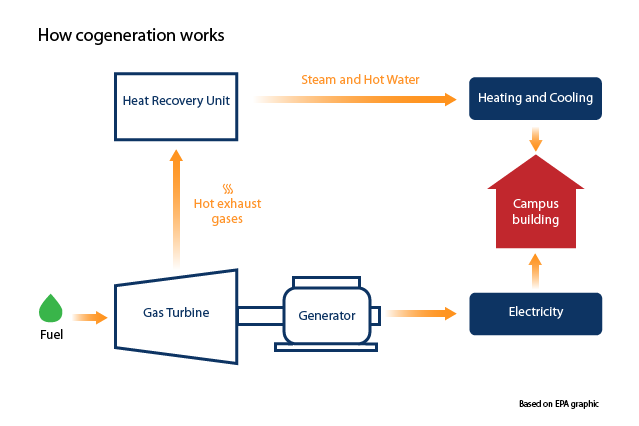 How cogeneration works
Steam and Hot Water
Heat Recovery Unit
Heating and Cooling
Hot exhaust
gases
Campus
building
Gas Turbine
Generator
Electricity
Fuel
Based on EPA graphic